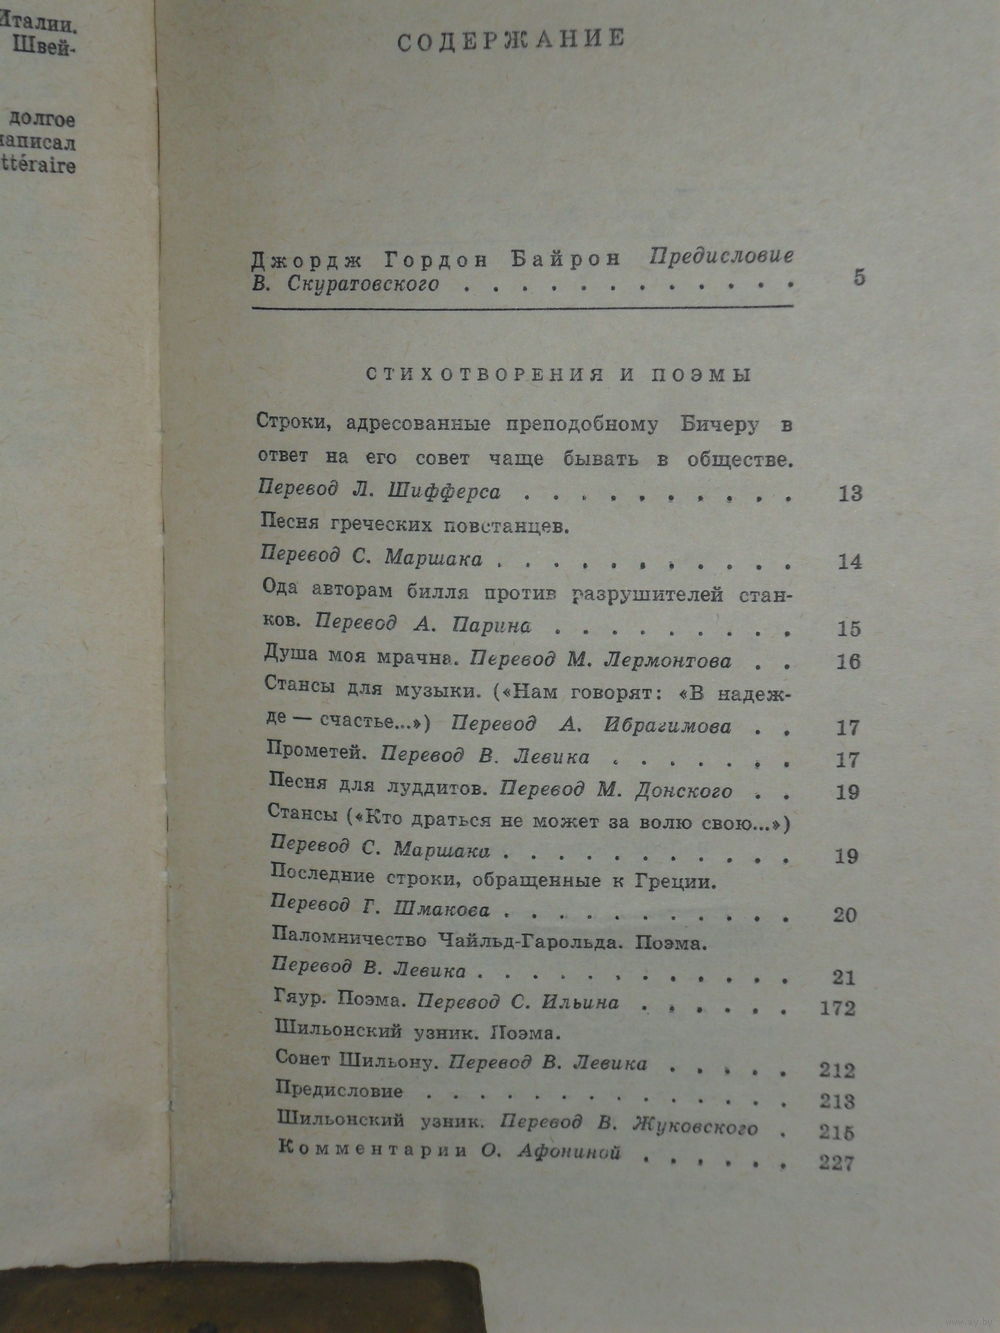 Италии.
Швей-
долгое
написал
ttéraire
СОДЕРЖАНИЕ
Джордж Гордон Байрон Предисловие
В. Скуратовского . . . . . . . . . . . . 5
СТИХОТВОРЕНИЯ И ПОЭМЫ
Строки, адресованные преподобному Бичеру в
ответ на его совет чаще бывать в обществе.
Перевод Л. Шифферса . . . . . . . . . . 13
Песня греческих повстанцев.
Перевод С. Маршака . . . . . . . . . . . 14
Ода авторам билля против разрушителей стан-
ков. Перевод А. Парина . . . . . . . . . 15
Душа моя мрачна. Перевод М. Лермонтова . . 16
Стансы для музыки. («Нам говорят: «В надеж-
де — счастье...») Перевод А. Ибрагимова . . 17
Прометей. Перевод В. Левика . . . . . . . 17
Песня для луддитов. Перевод М. Донского . . 19
Стансы («Кто драться не может за волю свою...»)
Перевод С. Маршака . . . . . . . . . . . 19
Последние строки, обращенные к Греции.
Перевод Г. Шмакова . . . . . . . . . . . 20
Паломничество Чайльд-Гарольда. Поэма.
Перевод В. Левика . . . . . . . . . . . . 21
Гяур. Поэма. Перевод С. Ильина . . . . . . 172
Шильонский узник. Поэма.
Сонет Шильону. Перевод В. Левика . . . . . 212
Предисловие . . . . . . . . . . . . . . 213
Шильонский узник. Перевод В. Жуковского . 215
Комментарии О. Афониной . . . . . . 227
www.ay.by